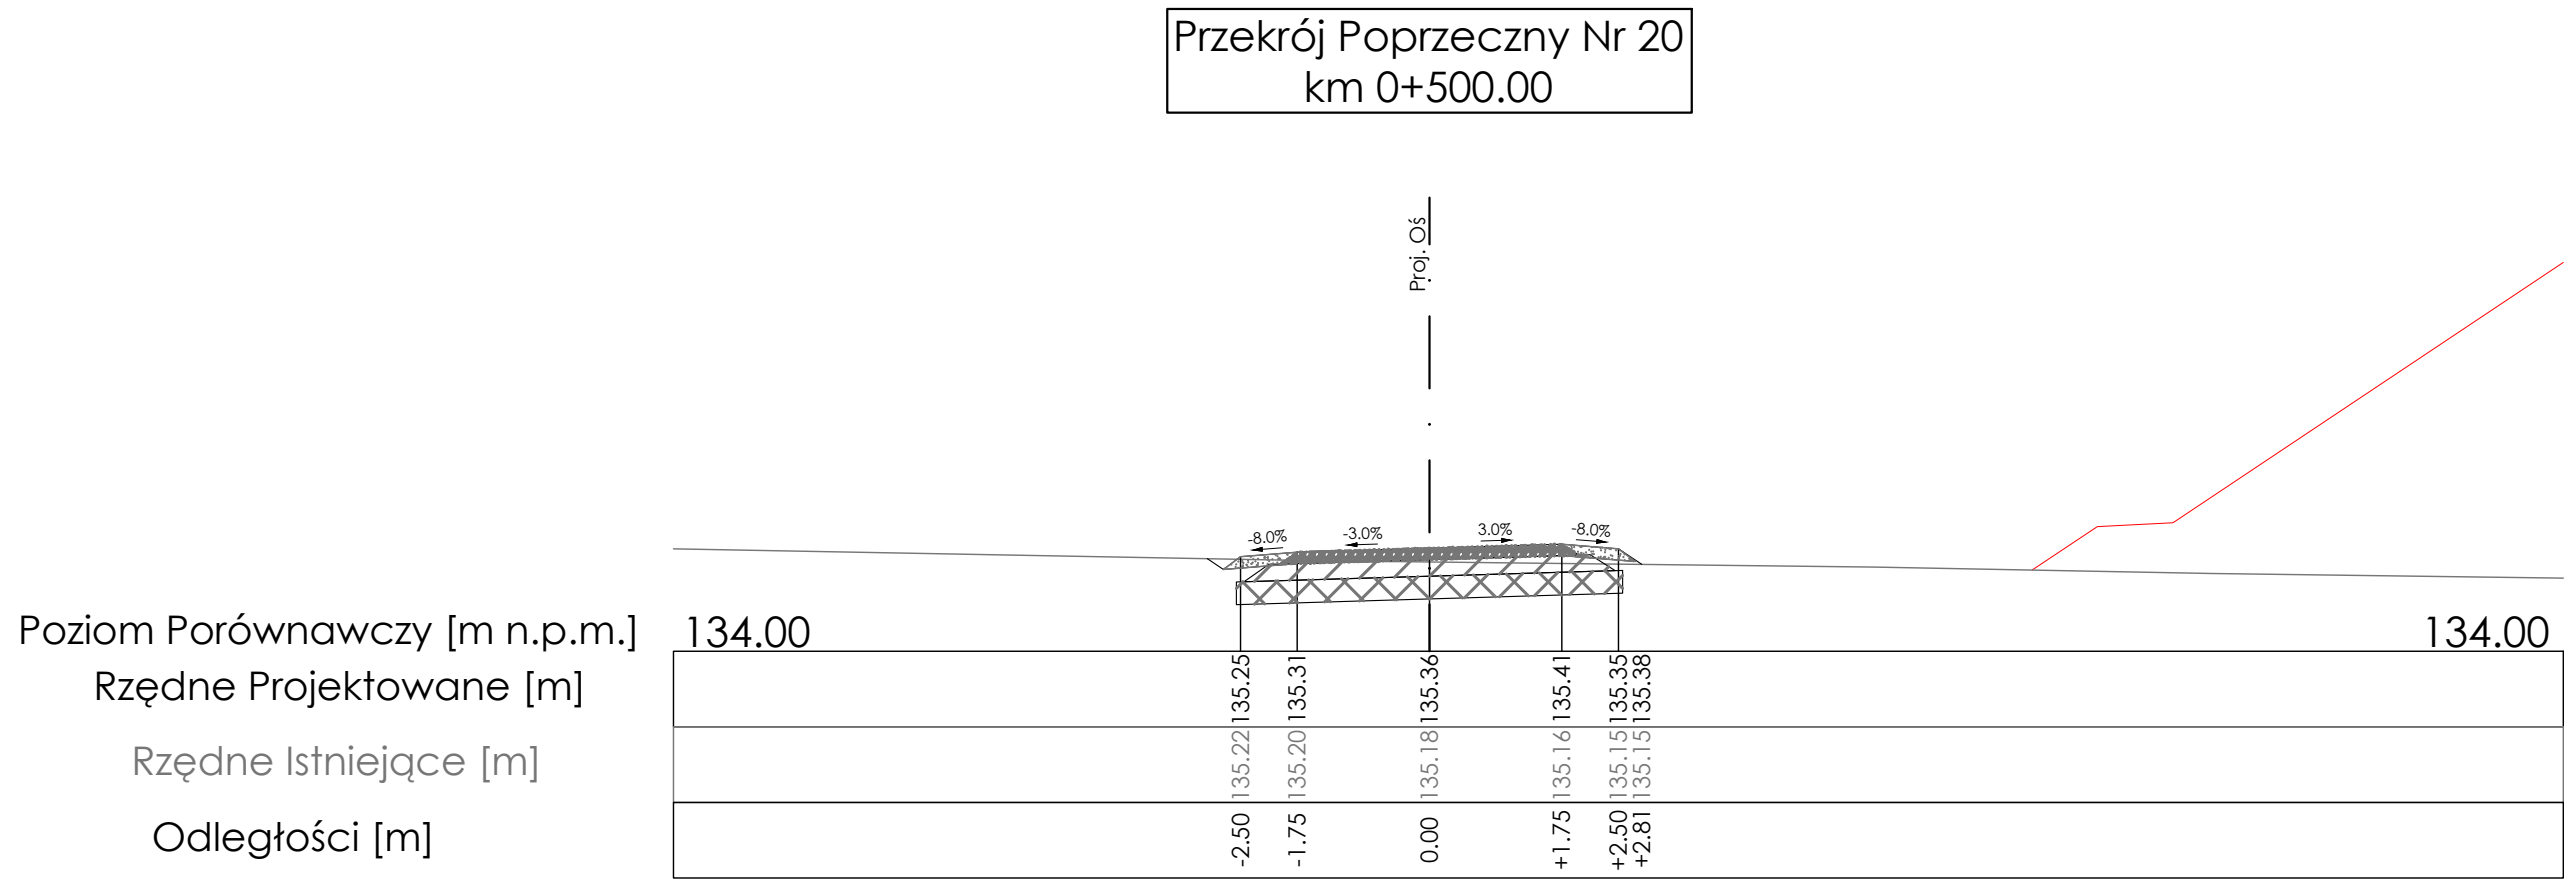 Przekrój Poprzeczny Nr 20
km 0+500.00
Proj. Oś
-8.0%
-3.0%
3.0%
-8.0%
Poziom Porównawczy [m n.p.m.] 134.00 134.00
Rzędne Projektowane [m] 135.25 135.31 135.36 135.41 135.35 135.38
Rzędne Istniejące [m] 135.22 135.20 135.18 135.16 135.15 135.15
Odległości [m] -2.50 -1.75 0.00 +1.75 +2.50 +2.81